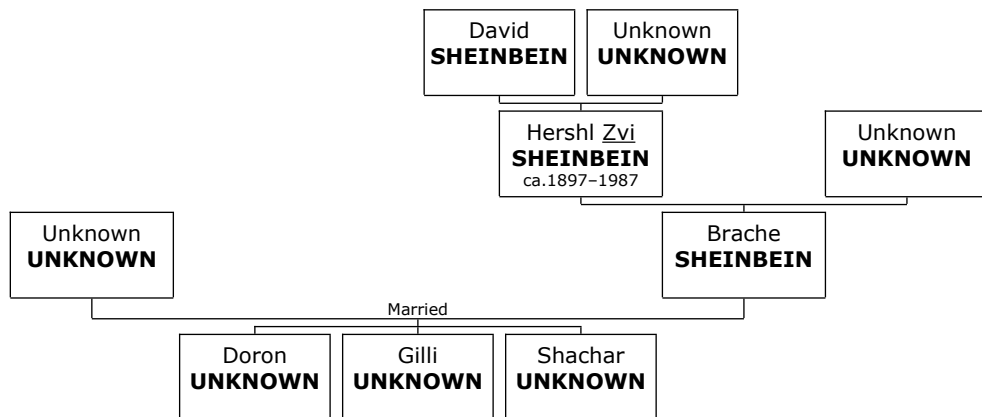 David
SHEINBEIN
Unknown
UNKNOWN
Hershl Zvi
SHEINBEIN
ca.1897–1987
Unknown
UNKNOWN
Unknown
UNKNOWN
Brache
SHEINBEIN
Married
Doron
UNKNOWN
Gilli
UNKNOWN
Shachar
UNKNOWN